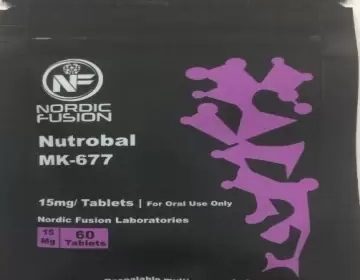 NF
NORDIC
FUSION
Nutrobal
MK-677
15mg/ Tablets | For Oral Use Only
Nordic Fusion Laboratories
15 60
Mg Tablets